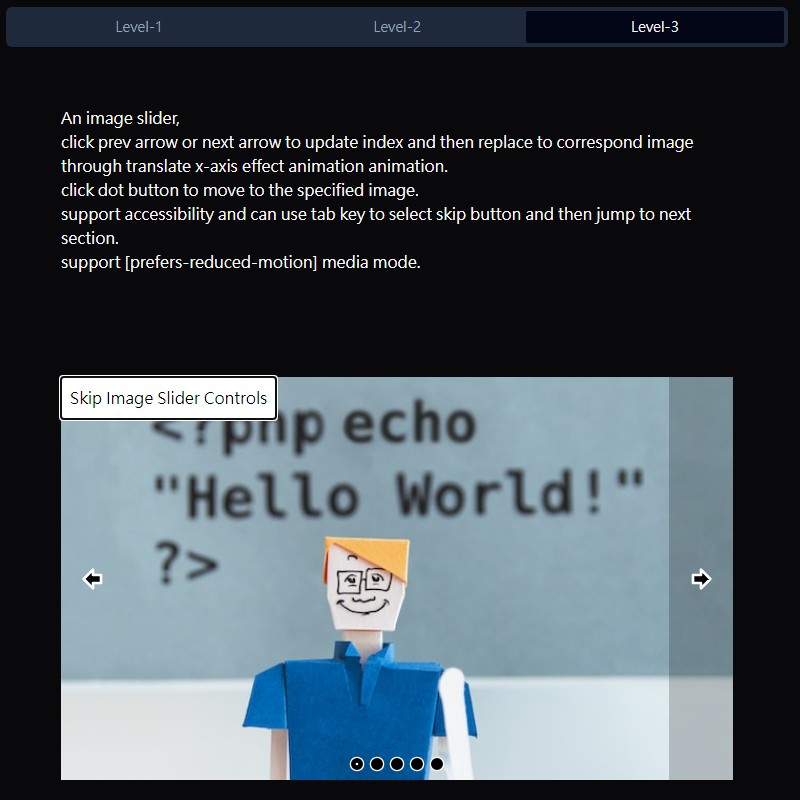 Level-1
Level-2
Level-3
An image slider,
click prev arrow or next arrow to update index and then replace to correspond image
through translate x-axis effect animation animation.
click dot button to move to the specified image.
support accessibility and can use tab key to select skip button and then jump to next
section.
support [prefers-reduced-motion] media mode.
Skip Image Slider Controls
<?php echo
"Hello World!"
?>